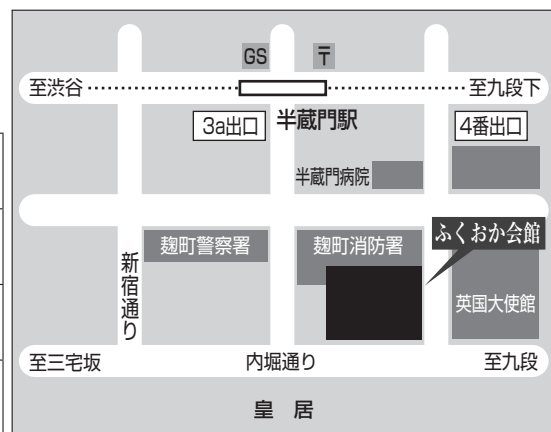 GS
〒
至渋谷
至九段下
3a出口
半蔵門駅
4番出口
半蔵門病院
麹町警察署
麹町消防署
ふくおか会館
新宿通り
英国大使館
至三宅坂
内堀通り
至九段
皇居